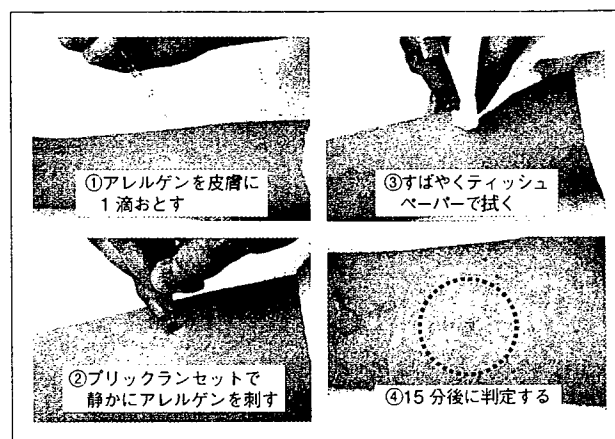 ①アレルゲンを皮膚に
1滴おとす
②プリックランセットで
静かにアレルゲンを刺す
③すばやくティッシュ
ペーパーで拭く
④15分後に判定する